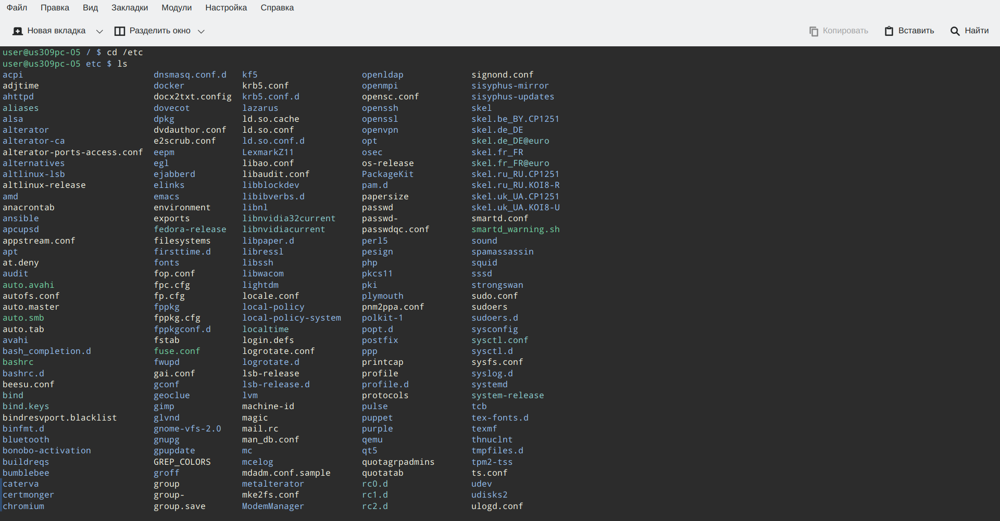 Файл Правка Вид Закладки Модули Настройка Справка
Новая вкладка Разделить окно Копировать Вставить Найти
user@us309pc-05 / $ cd /etc
user@us309pc-05 etc $ ls
acpi dnsmasq.conf.d kf5 openldap signond.conf
adjtime docker krb5.conf openmpi sisyphus-mirror
ahttpd docx2txt.config krb5.conf.d opensc.conf sisyphus-updates
aliases dovecot lazarus openssh skel
alsa dpkg ld.so.cache openssl skel.be_BY.CP1251
alterator dvdauthor.conf ld.so.conf openvpn skel.de_DE
alterator-ca e2scrub.conf ld.so.conf.d opt skel.de_DE@euro
alterator-ports-access.conf eepm LexmarkZ11 osec skel.fr_FR
alternatives egl libao.conf os-release skel.fr_FR@euro
altlinux-lsb ejabberd libaudit.conf PackageKit skel.ru_RU.CP1251
altlinux-release elinks libblockdev pam.d skel.ru_RU.KOI8-R
amd emacs libibverbs.d papersize skel.uk_UA.CP1251
anacrontab environment libnl passwd skel.uk_UA.KOI8-U
ansible exports libnvidia32current passwd- smartd.conf
apcupsd fedora-release libnvidiacurrent passwdqc.conf smartd_warning.sh
appstream.conf filesystems libpaper.d perl5 sound
apt firsttime.d libressl pesign spamassassin
at.deny fonts libssh php squid
audit fop.conf libwacom pkcs11 sssd
auto.avahi fpc.cfg lightdm pki strongswan
autofs.conf fp.cfg locale.conf plymouth sudo.conf
auto.master fppkg local-policy pnm2ppa.conf sudoers
auto.smb fppkg.cfg local-policy-system polkit-1 sudoers.d
auto.tab fppkgconf.d localtime popt.d sysconfig
avahi fstab login.defs postfix sysctl.conf
bash_completion.d fuse.conf logrotate.conf ppp sysctl.d
bashrc fwupd logrotate.d printcap sysfs.conf
bashrc.d gai.conf lsb-release profile syslog.d
beesu.conf gconf lsb-release.d profile.d systemd
bind geoclue lvm protocols system-release
bind.keys gimp machine-id pulse tcb
bindresvport.blacklist glvnd magic puppet tex-fonts.d
binfmt.d gnome-vfs-2.0 mail.rc purple texmf
bluetooth gnupg man_db.conf qemu thnuclnt
bonobo-activation gpupdate mc qt5 tmpfiles.d
buildreqs GREP_COLORS mcelog quotagrpadmins tpm2-tss
bumblebee groff mdadm.conf.sample quotatab ts.conf
caterva group metalterator rc0.d udev
certmonger group- mke2fs.conf rc1.d udisks2
chromium group.save ModemManager rc2.d ulogd.conf